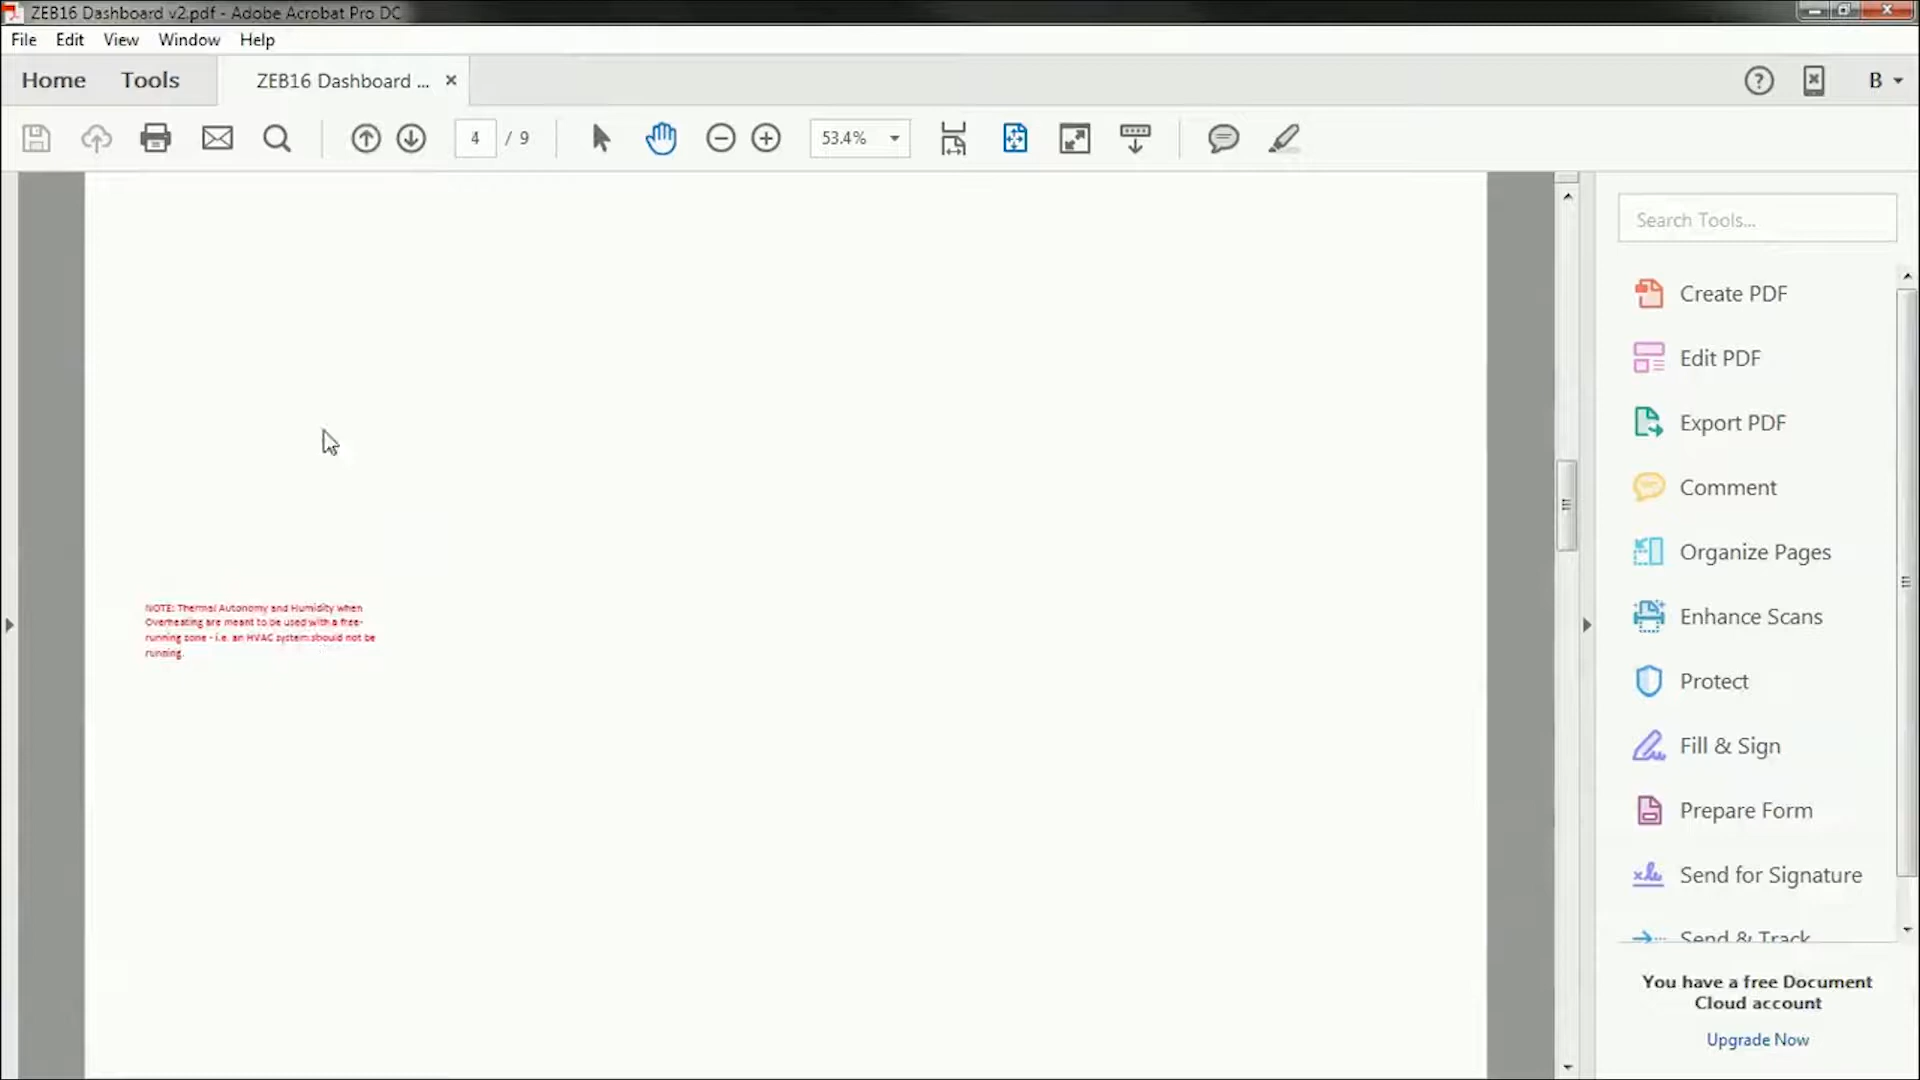 ZEB16 Dashboard v2.pdf - Adobe Acrobat Pro DC
File Edit View Window Help
Home Tools ZEB16 Dashboard ... B
4 / 9 53.4%
Search Tools...
Create PDF
Edit PDF
Export PDF
Comment
Organize Pages
Enhance Scans
Protect
Fill & Sign
Prepare Form
Send for Signature
Send & Track
You have a free Document
Cloud account
Upgrade Now
NOTE: Thermal Autonomy and Humidity when
Overheating are meant to be used with a free-
running zone - i.e. an HVAC system should not be
running.